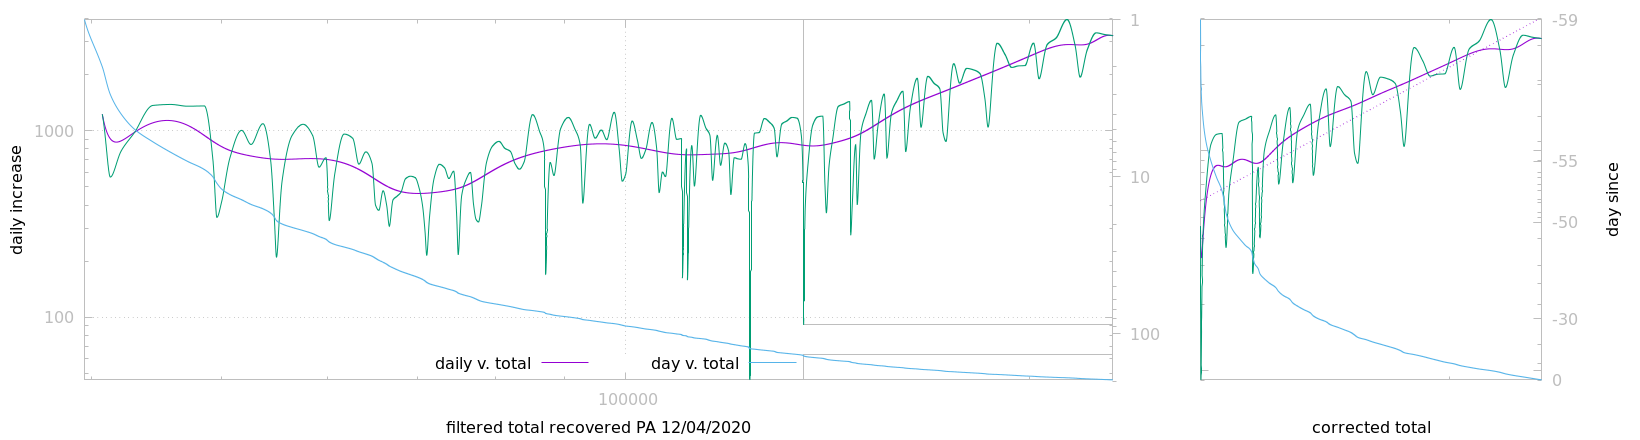 daily increase
1000
100
daily v. total
day v. total
100000
filtered total recovered PA 12/04/2020
1
10
100
-59
-55
-50
-30
0
day since
corrected total